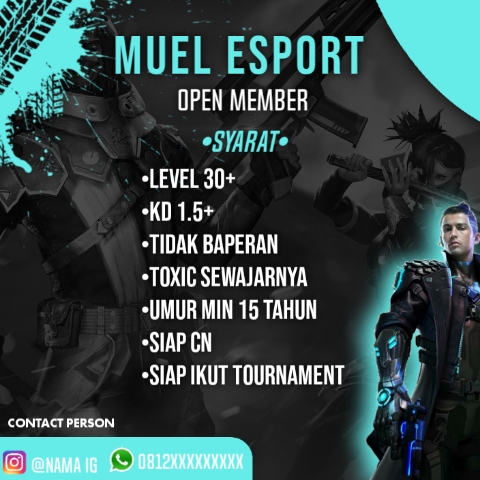 MUEL ESPORT
OPEN MEMBER
•SYARAT•
•LEVEL 30+
•KD 1.5+
•TIDAK BAPERAN
•TOXIC SEWAJARNYA
•UMUR MIN 15 TAHUN
•SIAP CN
•SIAP IKUT TOURNAMENT
CONTACT PERSON
@NAMA IG 0812XXXXXXXXX